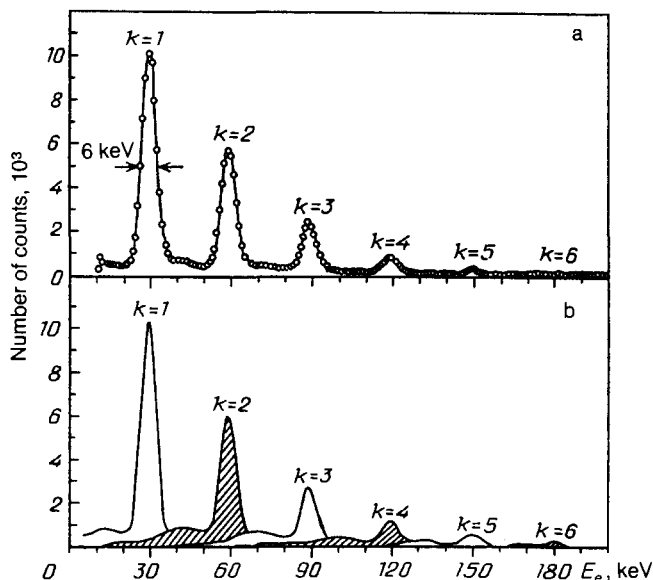 a
k=1
10
8
k=2
6
6 keV
4
k=3
2
k=4
k=5
k=6
0
Number of counts, 10³
b
k=1
10
8
k=2
6
4
k=3
2
k=4
k=5
k=6
0 30 60 90 120 150 180 Eₑ, keV